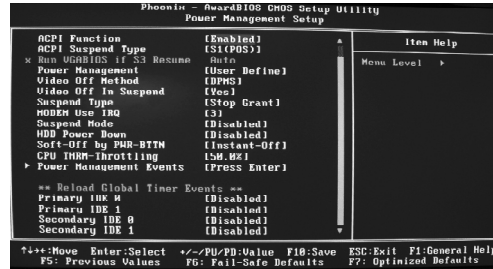 Phoenix - AwardBIOS CMOS Setup Utility
Power Management Setup
ACPI Function [Enabled]
ACPI Suspend Type [S1(POS)]
x Run VGABIOS if S3 Resume Auto
Power Management [User Define]
Video Off Method [DPMS]
Video Off In Suspend [Yes]
Suspend Type [Stop Grant]
MODEM Use IRQ [3]
Suspend Mode [Disabled]
HDD Power Down [Disabled]
Soft-Off by PWR-BTTN [Instant-Off]
CPU THRM-Throttling [50.0%]
▸ Power Management Events [Press Enter]
** Reload Global Timer Events **
Primary IDE 0 [Disabled]
Primary IDE 1 [Disabled]
Secondary IDE 0 [Disabled]
Secondary IDE 1 [Disabled]
Item Help
Menu Level ▸
↑↓→←:Move Enter:Select +/-/PU/PD:Value F10:Save ESC:Exit F1:General Help
F5: Previous Values F6: Fail-Safe Defaults F7: Optimized Defaults